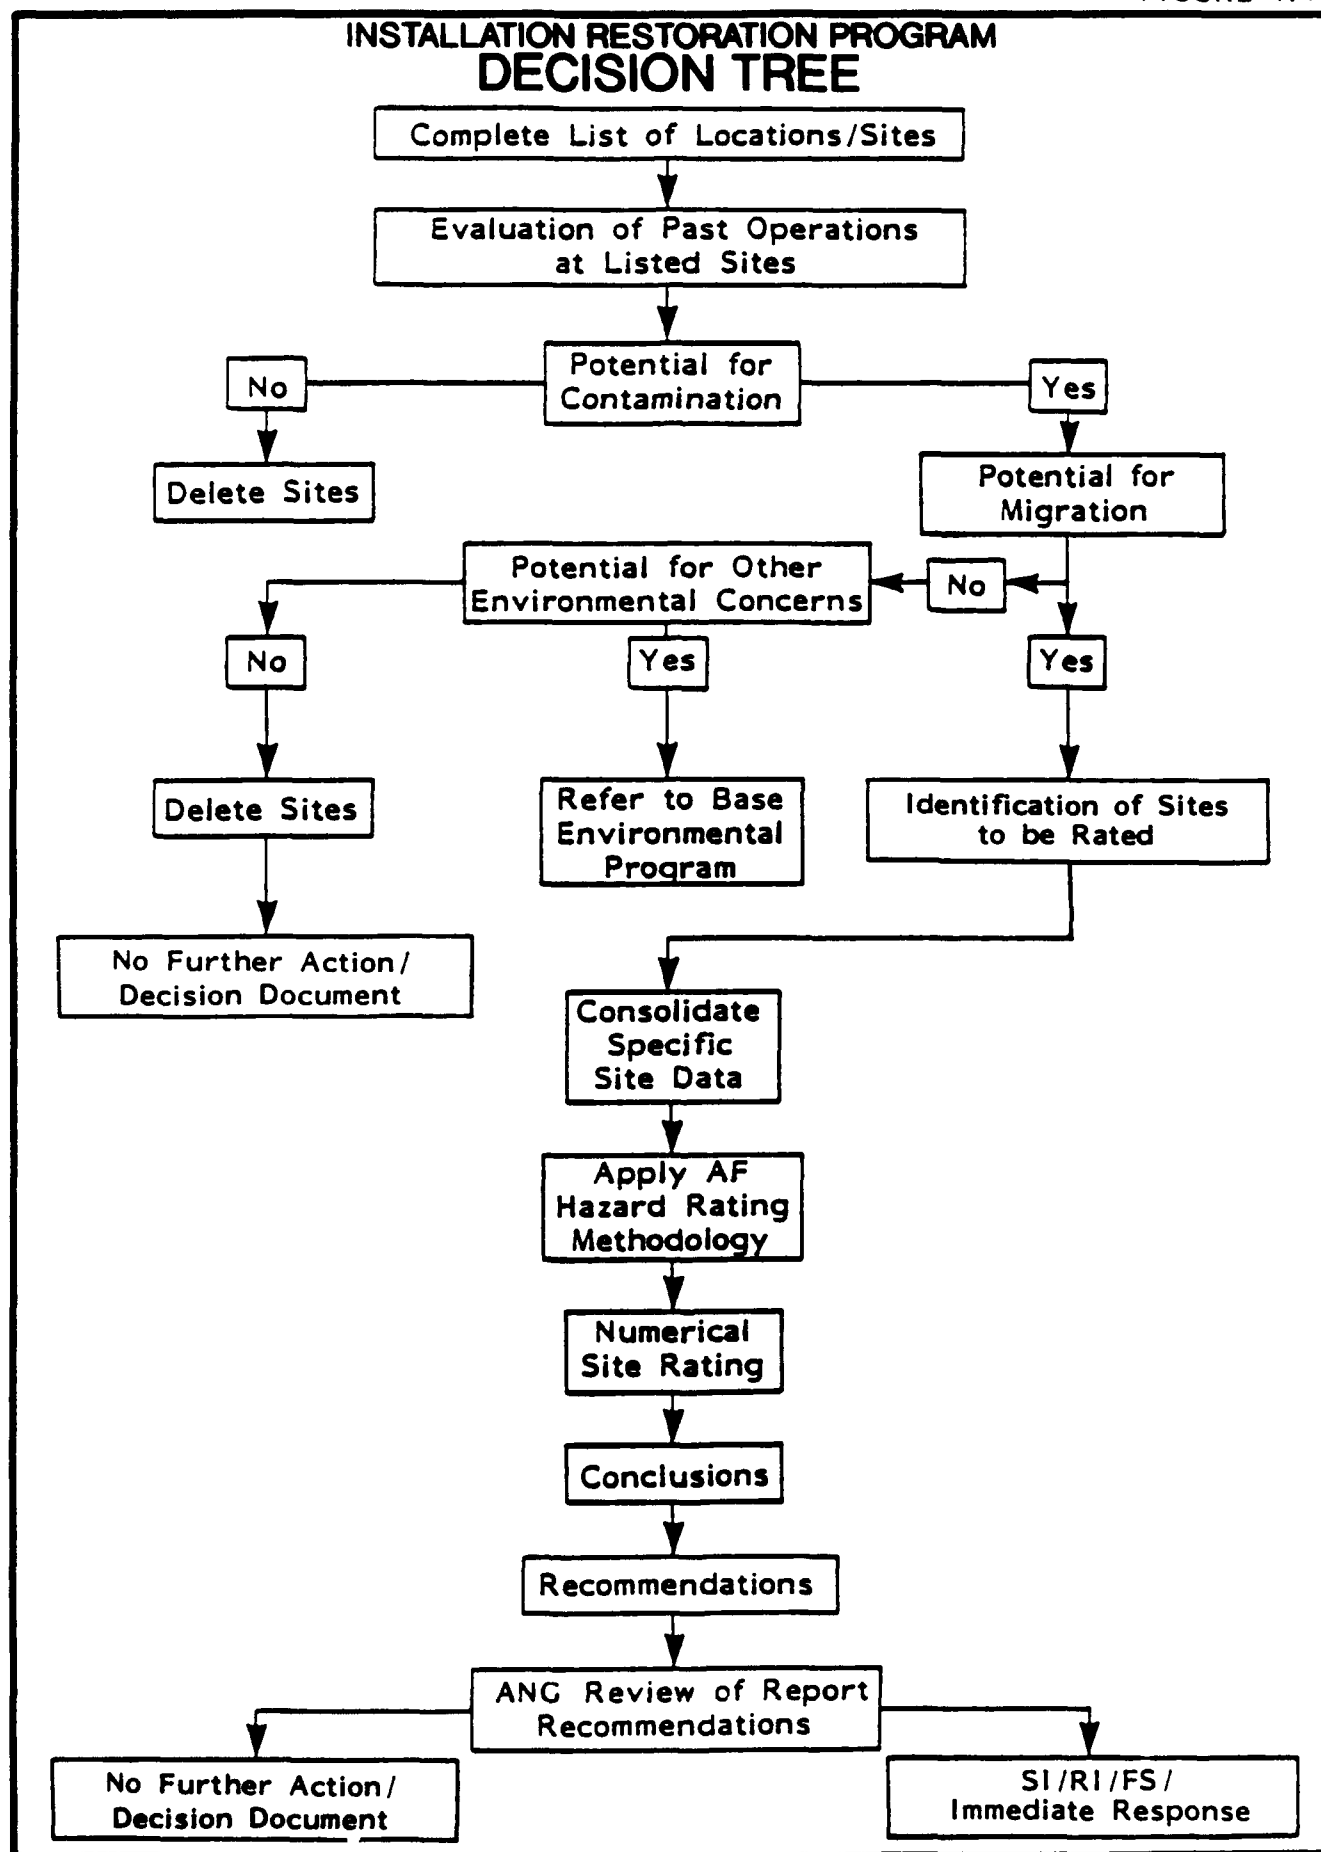 INSTALLATION RESTORATION PROGRAM
DECISION TREE
Complete List of Locations/Sites
Evaluation of Past Operations
at Listed Sites
Potential for
Contamination
No
Yes
Delete Sites
Potential for
Migration
Potential for Other
Environmental Concerns
No
No
Yes
Yes
Delete Sites
Refer to Base
Environmental
Program
Identification of Sites
to be Rated
No Further Action/
Decision Document
Consolidate
Specific
Site Data
Apply AF
Hazard Rating
Methodology
Numerical
Site Rating
Conclusions
Recommendations
ANG Review of Report
Recommendations
No Further Action/
Decision Document
SI/RI/FS/
Immediate Response